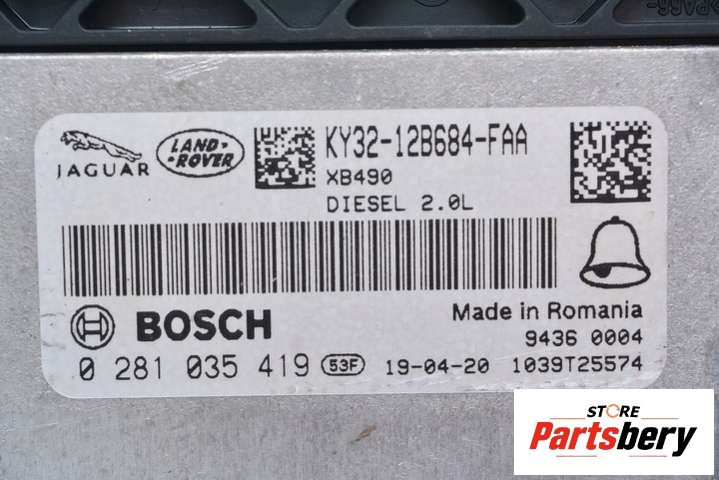 PA66-
JAGUAR
LAND-
-ROVER
KY32-12B684-FAA
XB490
DIESEL 2.0L
BOSCH
Made in Romania
9436 0004
0 281 035 419 53F 19-04-20 1039T25574
STORE
Partsbery